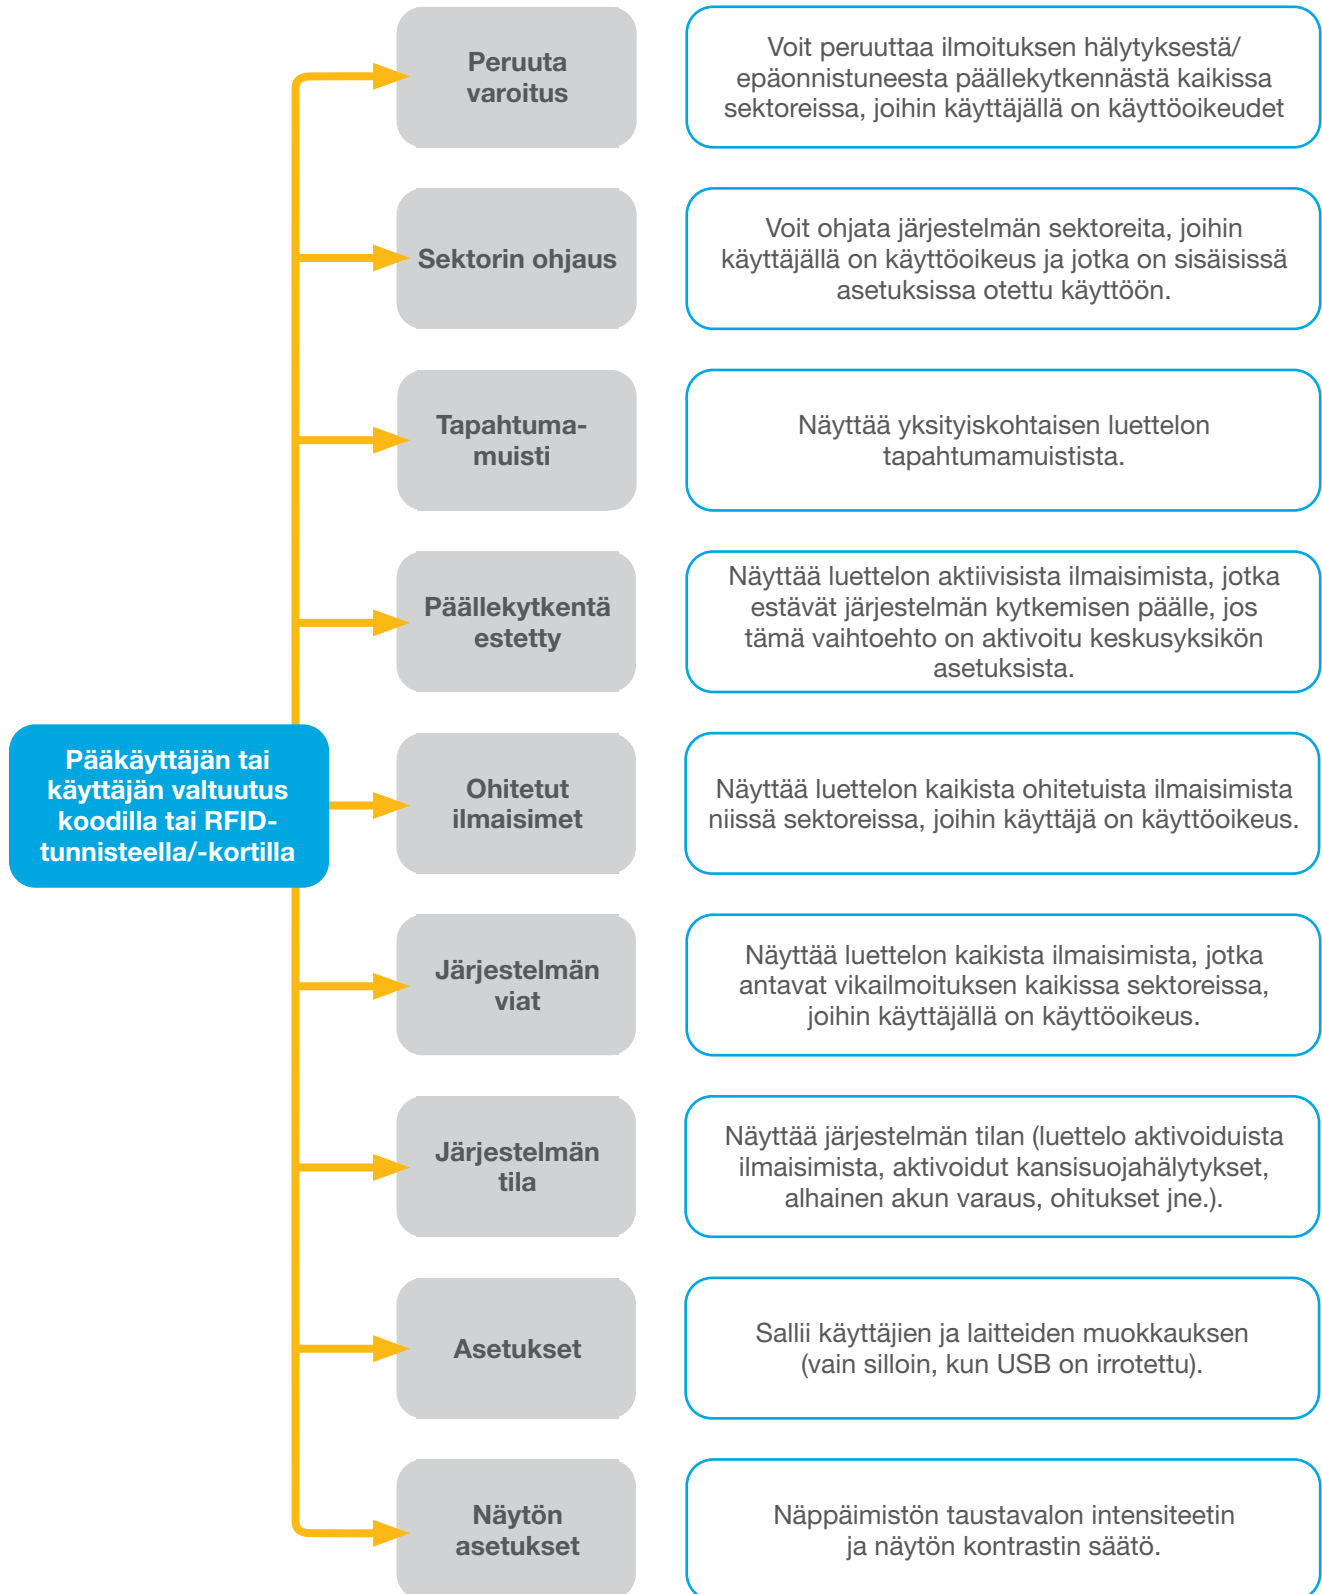 Peruuta
varoitus
Voit peruuttaa ilmoituksen hälytyksestä/
epäonnistuneesta päällekytkennästä kaikissa
sektoreissa, joihin käyttäjällä on käyttöoikeudet
Sektorin ohjaus
Voit ohjata järjestelmän sektoreita, joihin
käyttäjällä on käyttöoikeus ja jotka on sisäisissä
asetuksissa otettu käyttöön.
Tapahtuma-
muisti
Näyttää yksityiskohtaisen luettelon
tapahtumamuistista.
Päällekytkentä
estetty
Näyttää luettelon aktiivisista ilmaisimista, jotka
estävät järjestelmän kytkemisen päälle, jos
tämä vaihtoehto on aktivoitu keskusyksikön
asetuksista.
Pääkäyttäjän tai
käyttäjän valtuutus
koodilla tai RFID-
tunnisteella/-kortilla
Ohitetut
ilmaisimet
Näyttää luettelon kaikista ohitetuista ilmaisimista
niissä sektoreissa, joihin käyttäjä on käyttöoikeus.
Järjestelmän
viat
Näyttää luettelon kaikista ilmaisimista, jotka
antavat vikailmoituksen kaikissa sektoreissa,
joihin käyttäjällä on käyttöoikeus.
Järjestelmän
tila
Näyttää järjestelmän tilan (luettelo aktivoiduista
ilmaisimista, aktivoidut kansisuojahälytykset,
alhainen akun varaus, ohitukset jne.).
Asetukset
Sallii käyttäjien ja laitteiden muokkauksen
(vain silloin, kun USB on irrotettu).
Näytön
asetukset
Näppäimistön taustavalon intensiteetin
ja näytön kontrastin säätö.